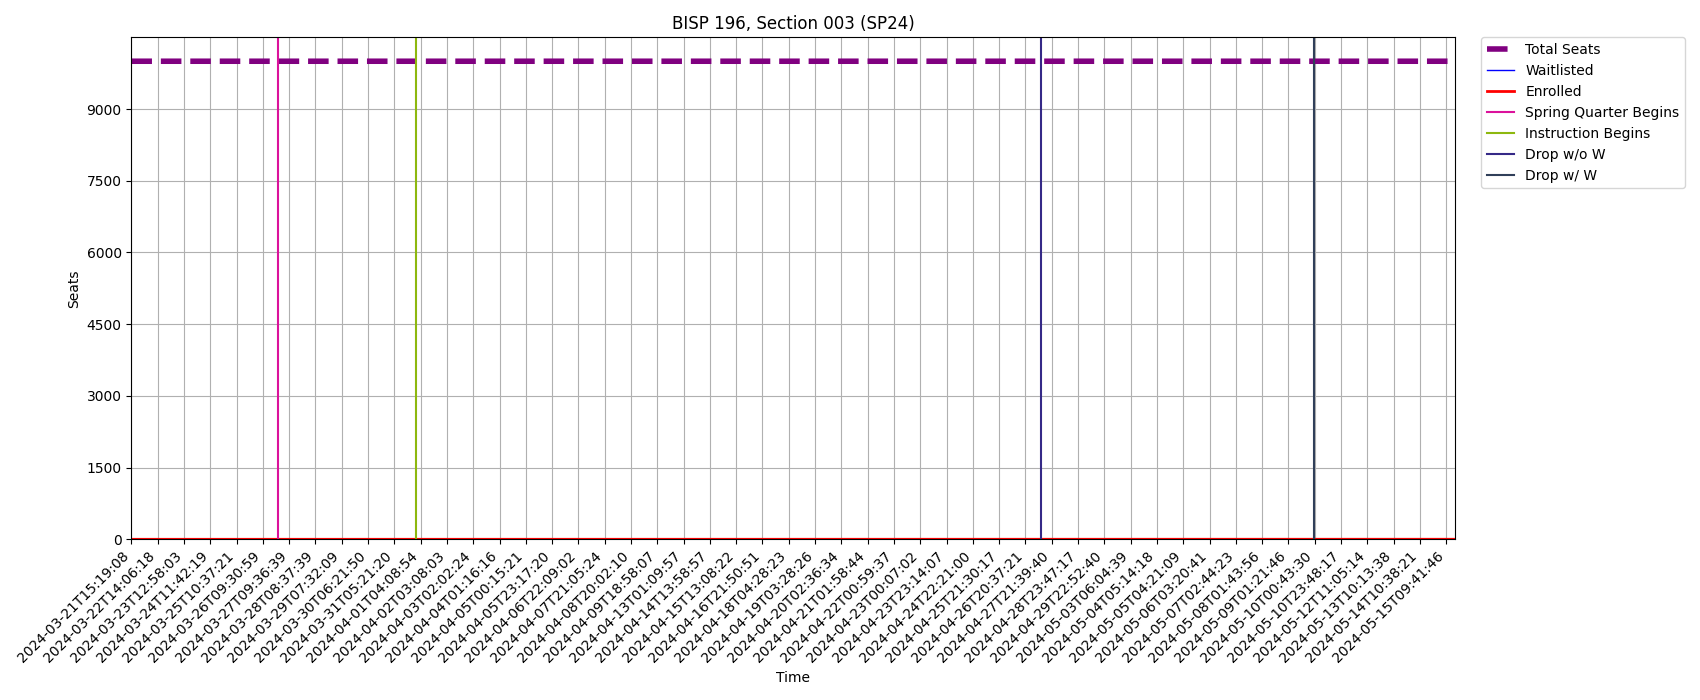 BISP 196, Section 003 (SP24)
Total Seats
Waitlisted
Enrolled
Spring Quarter Begins
Instruction Begins
Drop w/o W
Drop w/ W
Seats
9000
7500
6000
4500
3000
1500
0
2024-03-21T15:19:08
2024-03-22T14:06:18
2024-03-23T12:58:03
2024-03-24T11:42:19
2024-03-25T10:37:21
2024-03-26T09:30:59
2024-03-27T09:36:39
2024-03-28T08:37:39
2024-03-29T07:32:09
2024-03-30T06:21:50
2024-03-31T05:21:20
2024-04-01T04:08:54
2024-04-02T03:08:03
2024-04-03T02:02:24
2024-04-04T01:16:16
2024-04-05T00:15:21
2024-04-05T23:17:20
2024-04-06T22:09:02
2024-04-07T21:05:24
2024-04-08T20:02:10
2024-04-09T18:58:07
2024-04-13T01:09:57
2024-04-14T13:58:57
2024-04-15T13:08:22
2024-04-16T21:50:51
2024-04-18T04:28:23
2024-04-19T03:28:26
2024-04-20T02:36:34
2024-04-21T01:58:44
2024-04-22T00:59:37
2024-04-23T00:07:02
2024-04-23T23:14:07
2024-04-24T22:21:00
2024-04-25T21:30:17
2024-04-26T20:37:21
2024-04-27T21:39:40
2024-04-28T23:47:17
2024-04-29T22:52:40
2024-05-03T06:04:39
2024-05-04T05:14:18
2024-05-05T04:21:09
2024-05-06T03:20:41
2024-05-07T02:44:23
2024-05-08T01:43:56
2024-05-09T01:21:46
2024-05-10T00:43:30
2024-05-10T23:48:17
2024-05-12T11:05:14
2024-05-13T10:13:38
2024-05-14T10:38:21
2024-05-15T09:41:46
Time